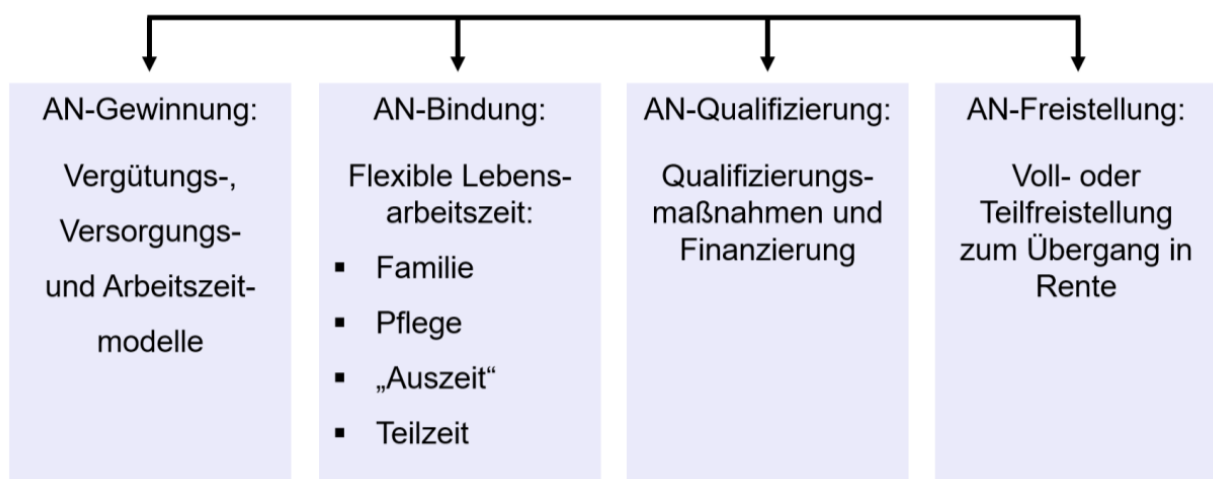 AN-Gewinnung:
Vergütungs-,
Versorgungs-
und Arbeitszeit-
modelle
AN-Bindung:
Flexible Lebens-
arbeitszeit:
▪ Familie
▪ Pflege
▪ „Auszeit“
▪ Teilzeit
AN-Qualifizierung:
Qualifizierungs-
maßnahmen und
Finanzierung
AN-Freistellung:
Voll- oder
Teilfreistellung
zum Übergang in
Rente